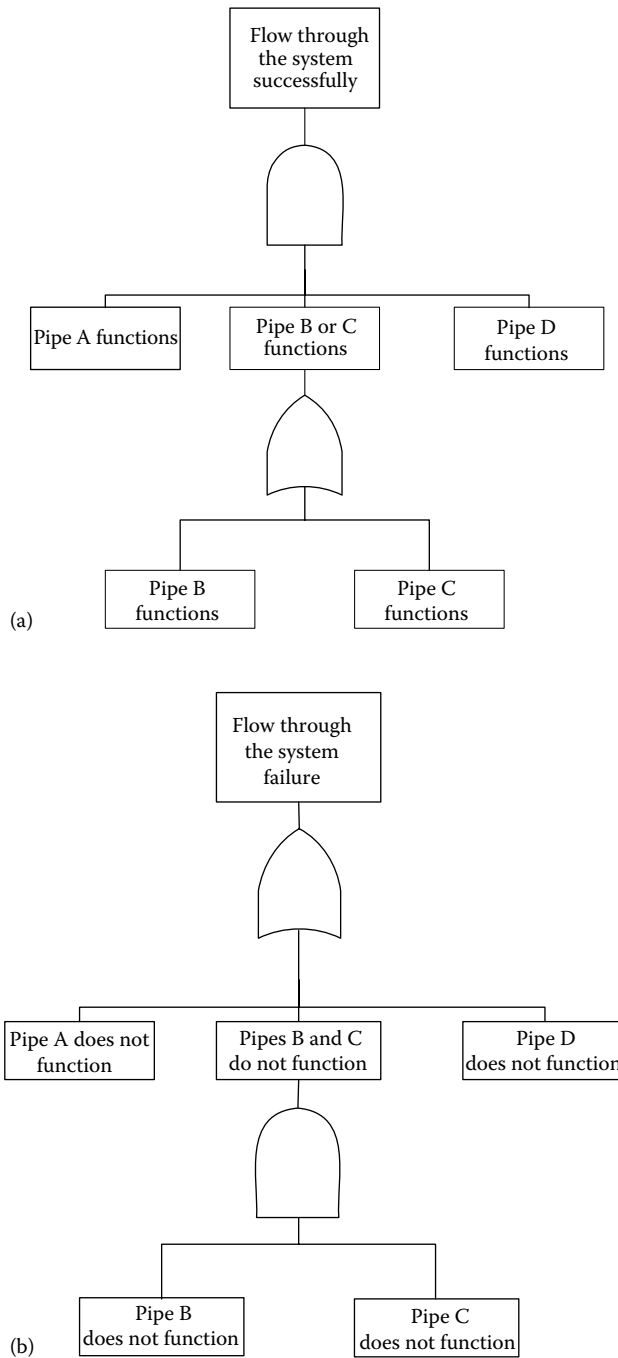 Flow through
the system
successfully
Pipe A functions
Pipe B or C
functions
Pipe D
functions
Pipe B
functions
Pipe C
functions
(a)
Flow through
the system
failure
Pipe A does not
function
Pipes B and C
do not function
Pipe D
does not function
Pipe B
does not function
Pipe C
does not function
(b)